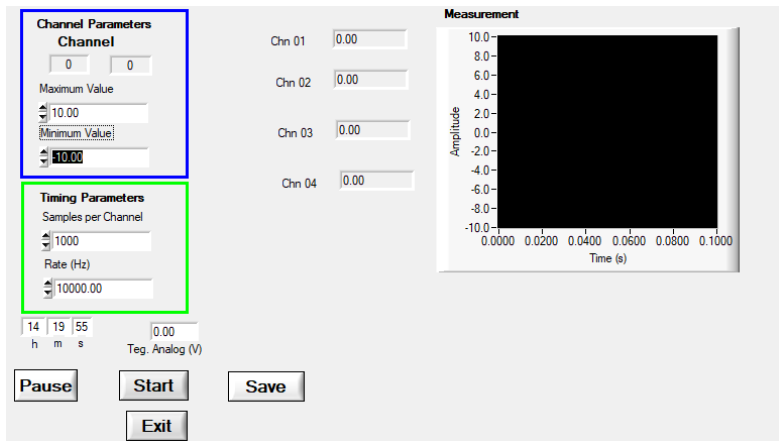 Channel Parameters
Channel
0 0
Maximum Value
10.00
Minimum Value
-10.00
Timing Parameters
Samples per Channel
1000
Rate (Hz)
10000.00
14 19 55
h m s
0.00
Teg. Analog (V)
Pause Start Save
Exit
Chn 01 0.00
Chn 02 0.00
Chn 03 0.00
Chn 04 0.00
Measurement
10.0
8.0
6.0
4.0
2.0
0.0
-2.0
-4.0
-6.0
-8.0
-10.0
Amplitude
0.0000 0.0200 0.0400 0.0600 0.0800 0.1000
Time (s)